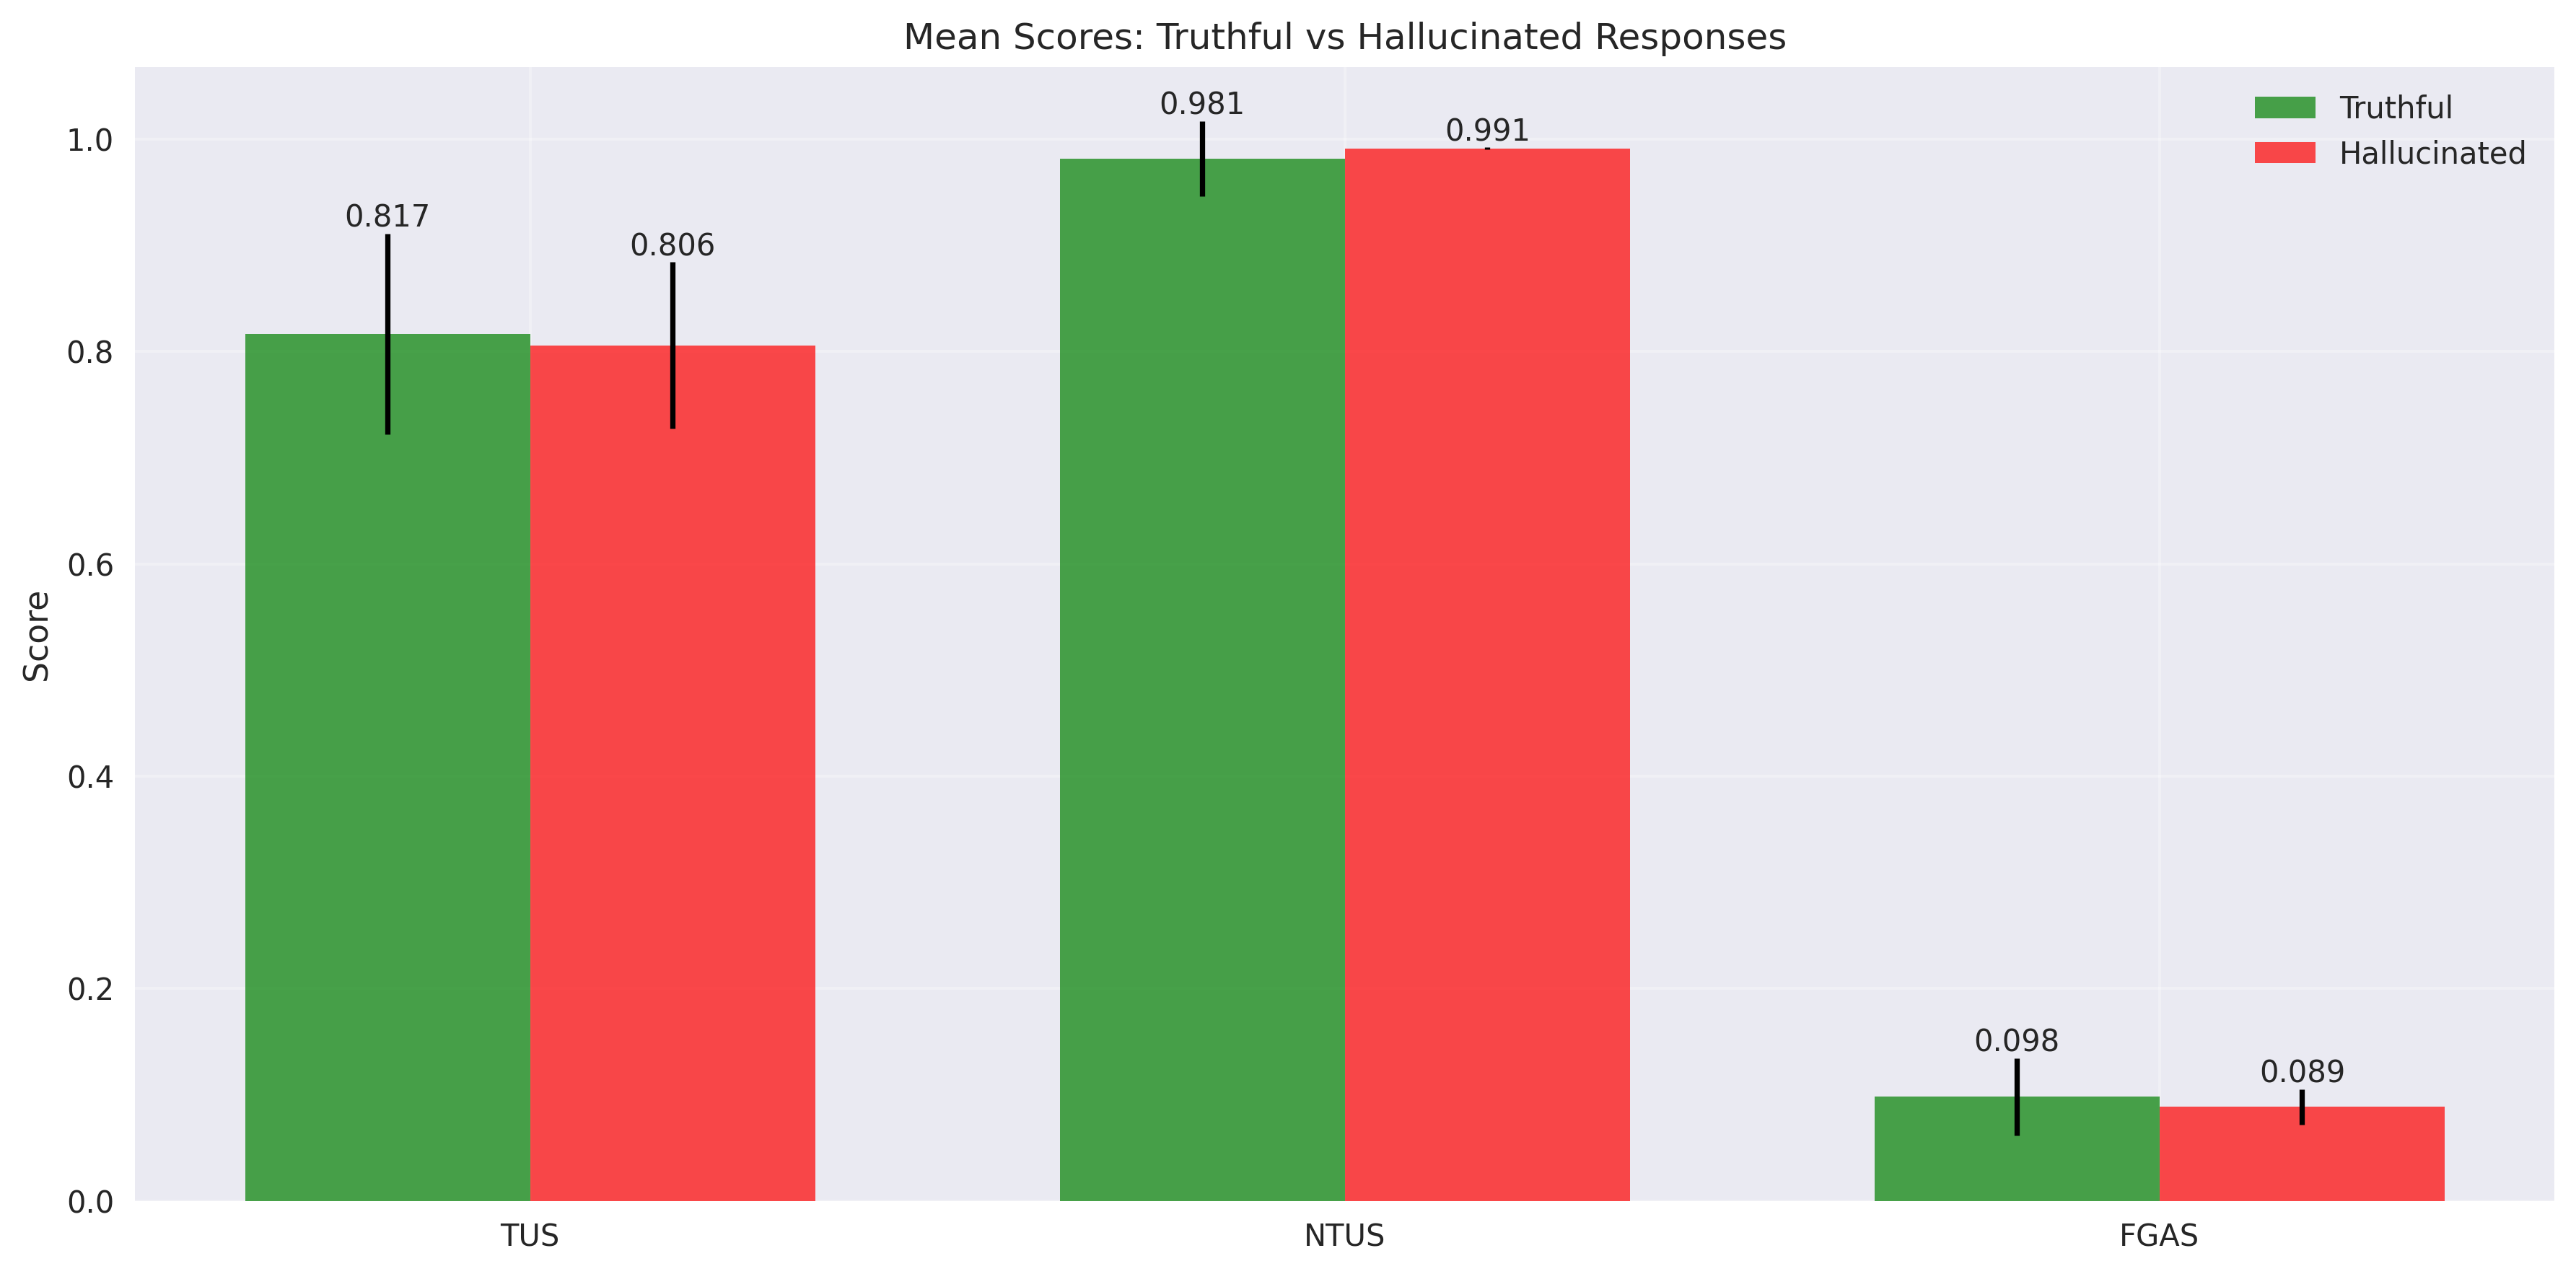 Mean Scores: Truthful vs Hallucinated Responses
Truthful
Hallucinated
Score
1.0
0.8
0.6
0.4
0.2
0.0
0.817
0.806
0.981
0.991
0.098
0.089
TUS
NTUS
FGAS